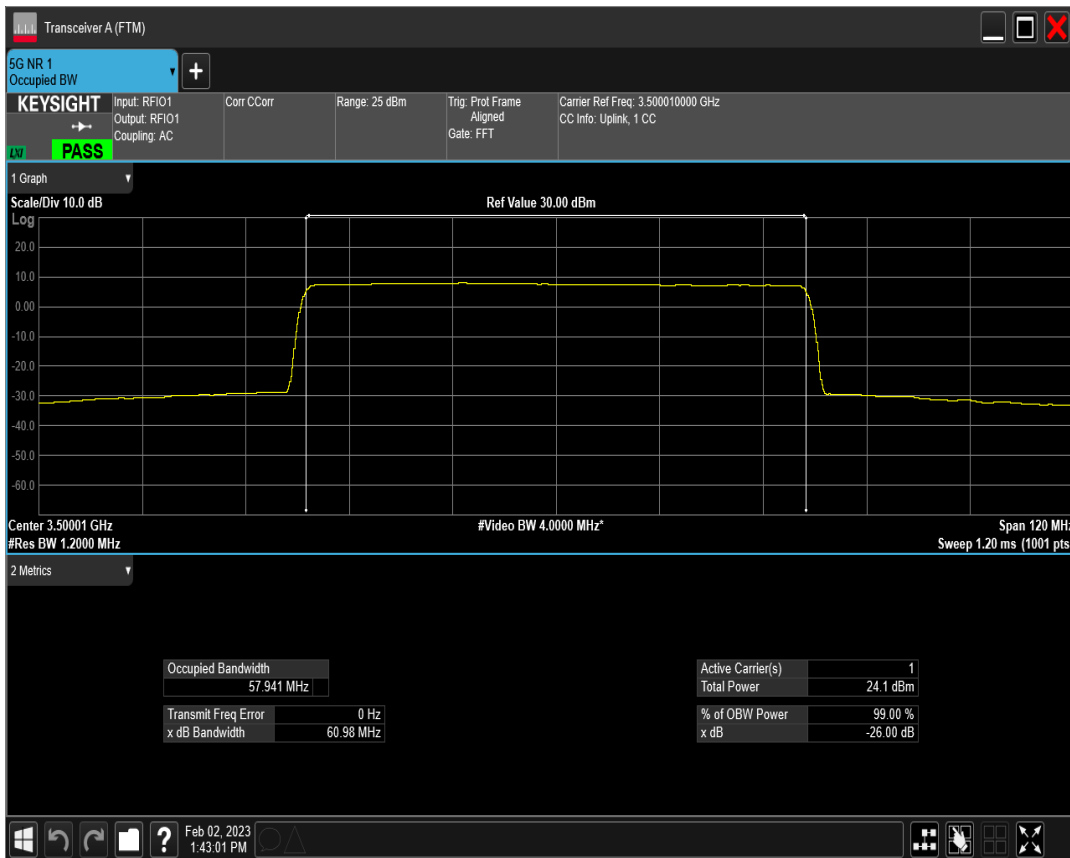 Transceiver A (FTM)
5G NR 1
Occupied BW
+
KEYSIGHT
LXI
PASS
Input: RFIO1
Output: RFIO1
Coupling: AC
Corr CCorr
Range: 25 dBm
Trig: Prot Frame
Aligned
Gate: FFT
Carrier Ref Freq: 3.500010000 GHz
CC Info: Uplink, 1 CC
1 Graph
Scale/Div 10.0 dB
Ref Value 30.00 dBm
Log
20.0
10.0
0.00
-10.0
-20.0
-30.0
-40.0
-50.0
-60.0
Center 3.50001 GHz
#Video BW 4.0000 MHz*
Span 120 MHz
#Res BW 1.2000 MHz
Sweep 1.20 ms (1001 pts
2 Metrics
Occupied Bandwidth
57.941 MHz
Transmit Freq Error 0 Hz
x dB Bandwidth 60.98 MHz
Active Carrier(s) 1
Total Power 24.1 dBm
% of OBW Power 99.00 %
x dB -26.00 dB
?
Feb 02, 2023
1:43:01 PM